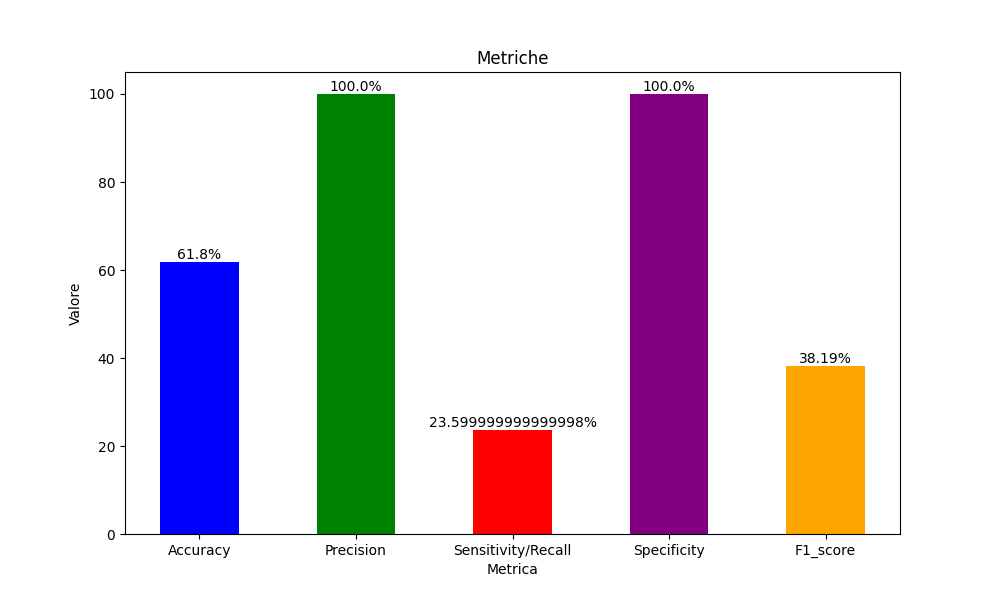 Metriche
100.0%
100.0%
100
80
61.8%
60
Valore
40
38.19%
23.599999999999998%
20
0
Accuracy
Precision
Sensitivity/Recall
Specificity
F1_score
Metrica